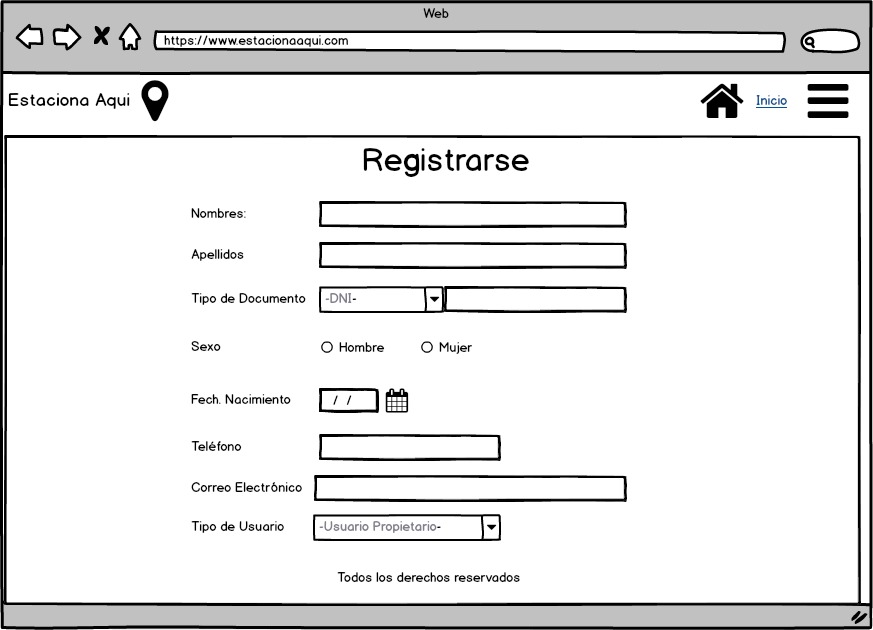 Web
https://www.estacionaaqui.com
Estaciona Aqui
Inicio
Registrarse
Nombres:
Apellidos
Tipo de Documento -DNI-
Sexo Hombre Mujer
Fech. Nacimiento / /
Teléfono
Correo Electrónico
Tipo de Usuario -Usuario Propietario-
Todos los derechos reservados